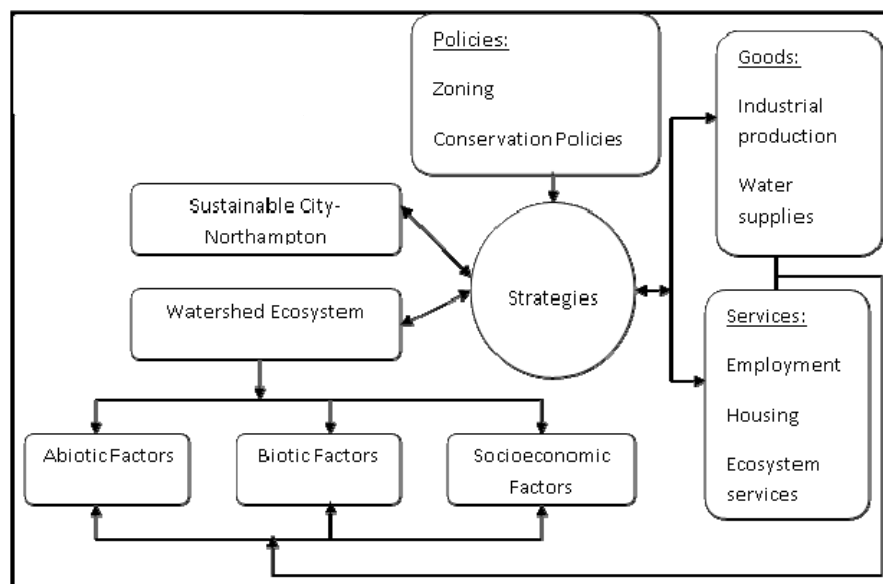 Policies:
Zoning
Conservation Policies
Goods:
Industrial
production
Water
supplies
Sustainable City-
Northampton
Watershed Ecosystem
Strategies
Services:
Employment
Housing
Ecosystem
services
Abiotic Factors
Biotic Factors
Socioeconomic
Factors